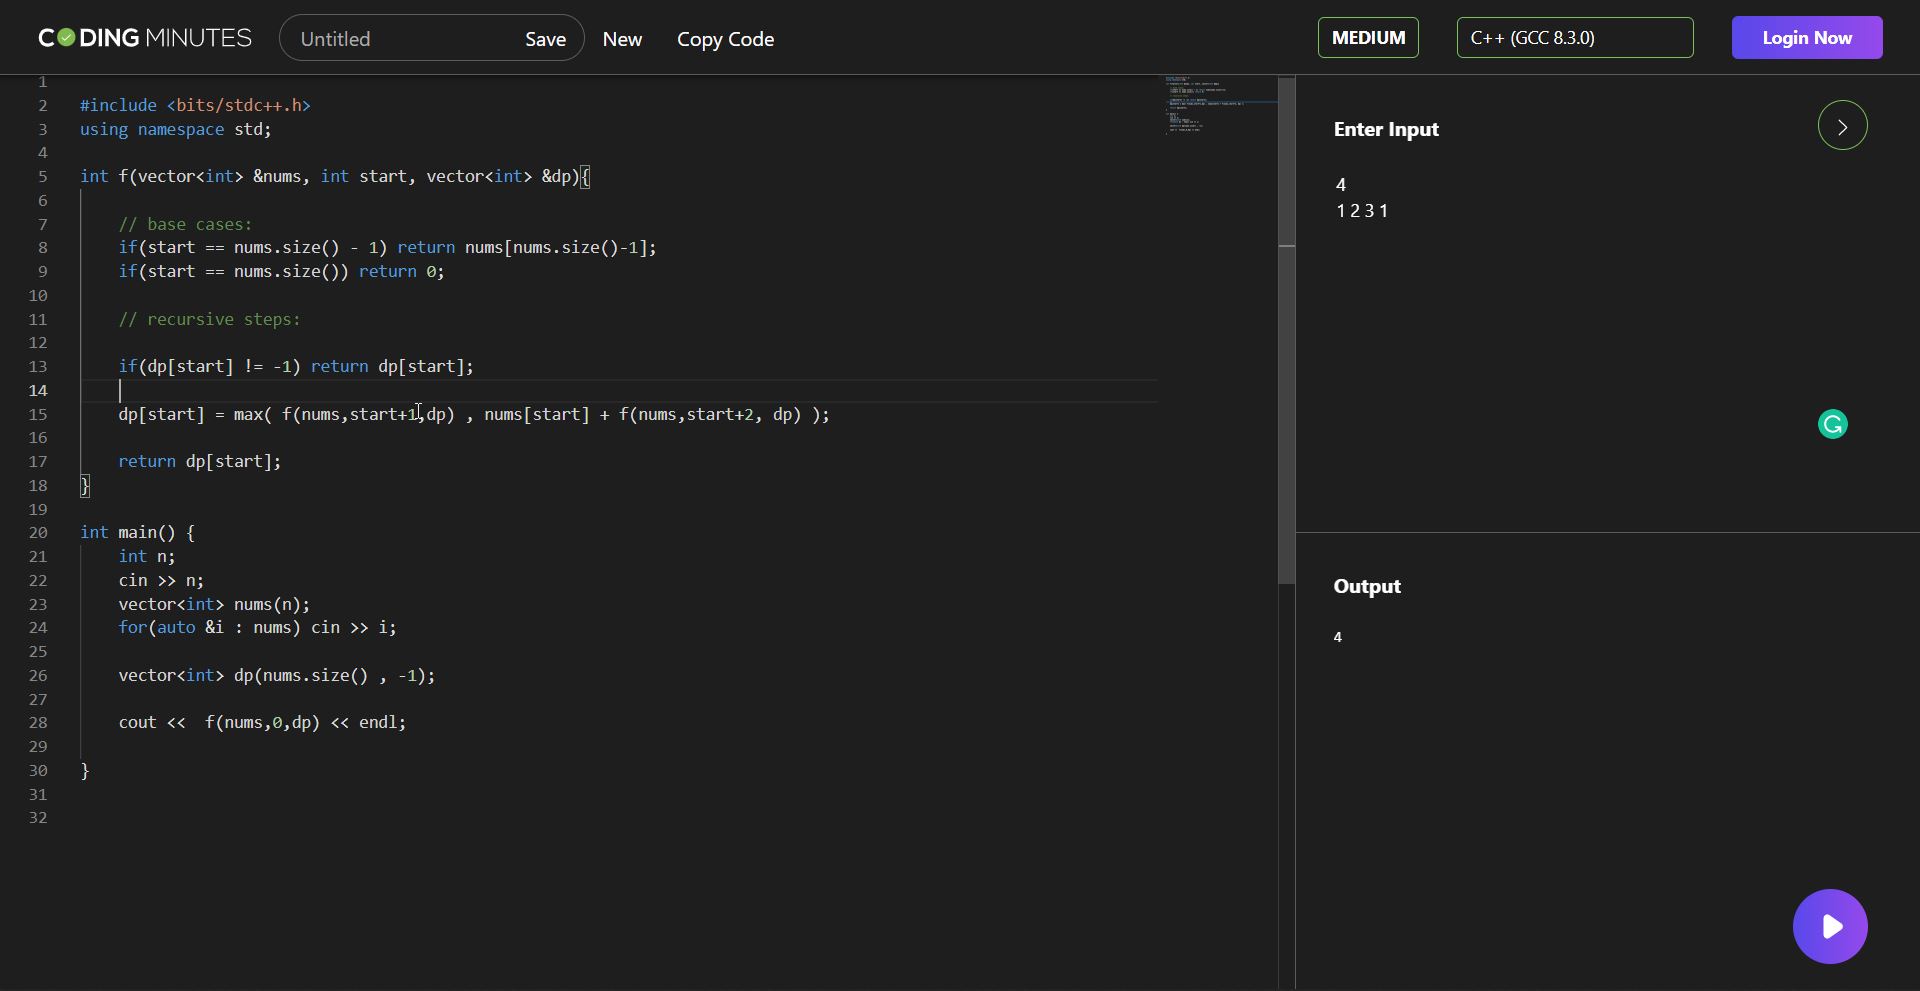 CODING MINUTES Untitled Save New Copy Code MEDIUM C++ (GCC 8.3.0) Login Now
1
2 #include <bits/stdc++.h>
3 using namespace std;
4
5 int f(vector<int> &nums, int start, vector<int> &dp){
6
7 // base cases:
8 if(start == nums.size() - 1) return nums[nums.size()-1];
9 if(start == nums.size()) return 0;
10
11 // recursive steps:
12
13 if(dp[start] != -1) return dp[start];
14
15 dp[start] = max( f(nums,start+1,dp) , nums[start] + f(nums,start+2, dp) );
16
17 return dp[start];
18 }
19
20 int main() {
21 int n;
22 cin >> n;
23 vector<int> nums(n);
24 for(auto &i : nums) cin >> i;
25
26 vector<int> dp(nums.size() , -1);
27
28 cout << f(nums,0,dp) << endl;
29
30 }
31
32
Enter Input
4
1 2 3 1
Output
4